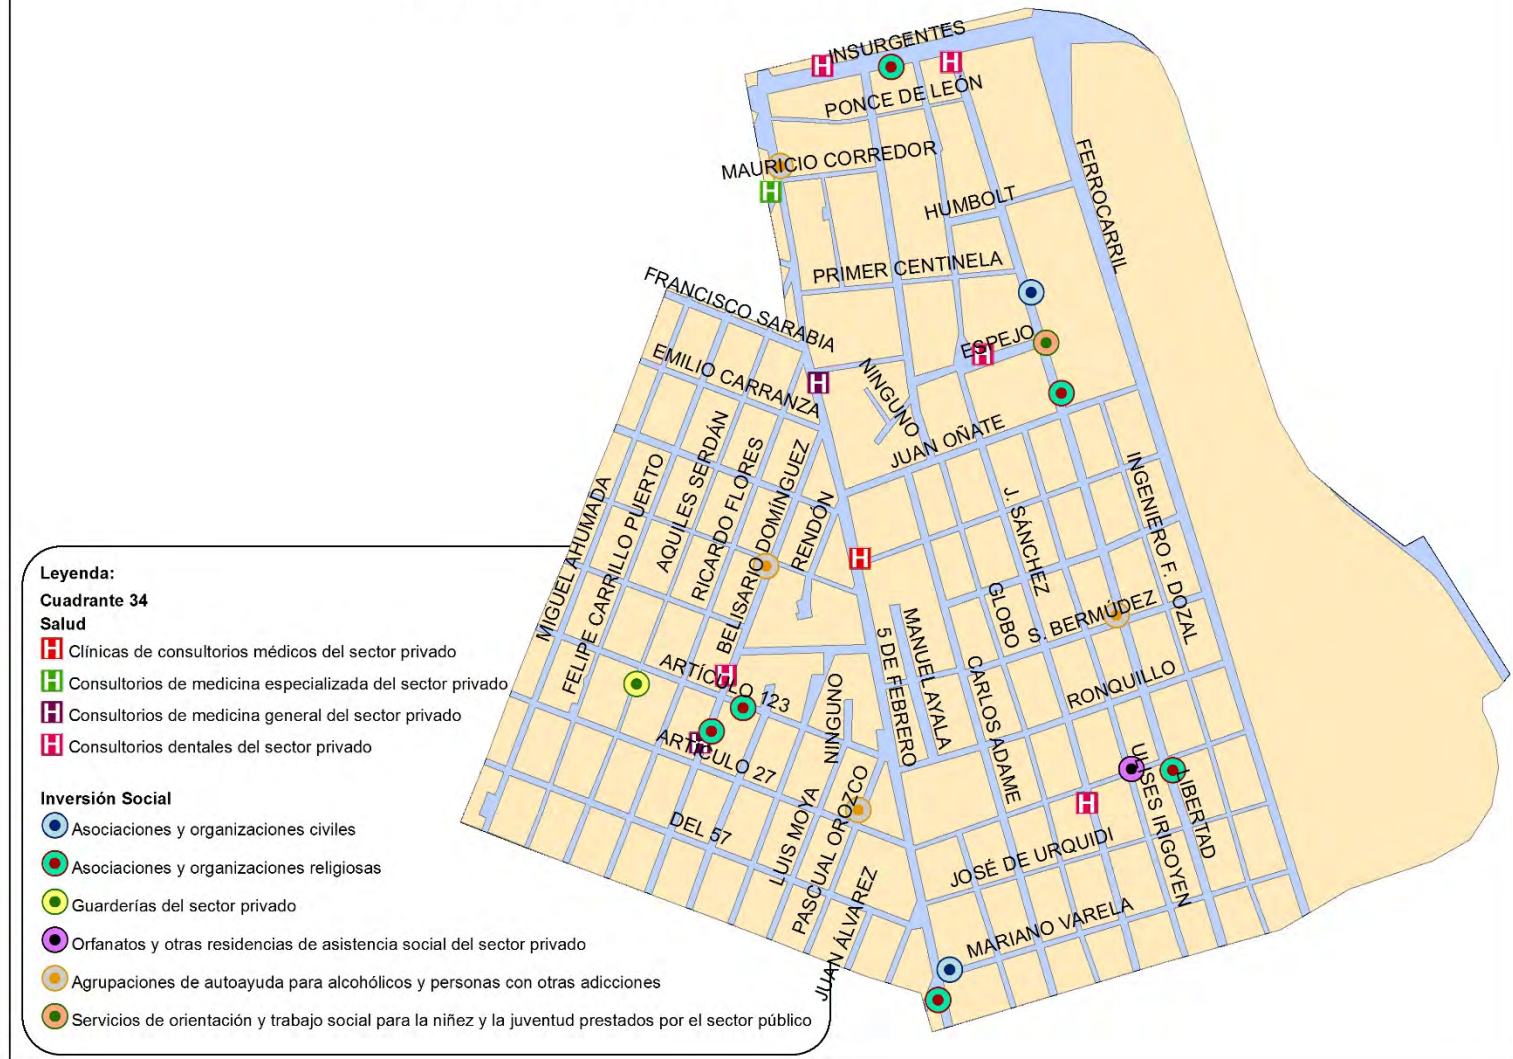 INSURGENTES
PONCE DE LEÓN
MAURICIO CORREDOR
FERROCARRIL
HUMBOLT
PRIMER CENTINELA
FRANCISCO SARABIA
ESPEJO
EMILIO CARRANZA
NINGUNO
JUAN OÑATE
AQUILES SERDÁN
RICARDO FLORES
BELISARIO DOMÍNGUEZ
FELIPE CARRILLO PUERTO
MIGUEL AHUMADA
RENDÓN
J. SÁNCHEZ
INGENIERO F. DOZAL
GLOBO
S. BERMÚDEZ
MANUEL AYALA
5 DE FEBRERO
CARLOS ADAME
RONQUILLO
ARTÍCULO 123
NINGUNO
ARTÍCULO 27
ULISES IRIGOYEN
LIBERTAD
DEL 57
LUIS MOYA
PASCUAL OROZCO
JUAN ÁLVAREZ
JOSÉ DE URQUIDI
MARIANO VARELA
Leyenda:
Cuadrante 34
Salud
H Clínicas de consultorios médicos del sector privado
H Consultorios de medicina especializada del sector privado
H Consultorios de medicina general del sector privado
H Consultorios dentales del sector privado
Inversión Social
Asociaciones y organizaciones civiles
Asociaciones y organizaciones religiosas
Guarderías del sector privado
Orfanatos y otras residencias de asistencia social del sector privado
Agrupaciones de autoayuda para alcohólicos y personas con otras adicciones
Servicios de orientación y trabajo social para la niñez y la juventud prestados por el sector público